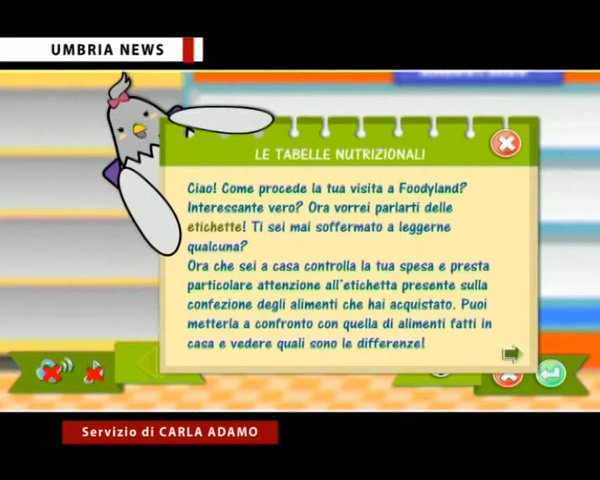 UMBRIA NEWS
LE TABELLE NUTRIZIONALI
Ciao! Come procede la tua visita a Foodyland?
Interessante vero? Ora vorrei parlarti delle
etichette! Ti sei mai soffermato a leggerne
qualcuna?
Ora che sei a casa controlla la tua spesa e presta
particolare attenzione all'etichetta presente sulla
confezione degli alimenti che hai acquistato. Puoi
metterla a confronto con quella di alimenti fatti in
casa e vedere quali sono le differenze!
Servizio di CARLA ADAMO